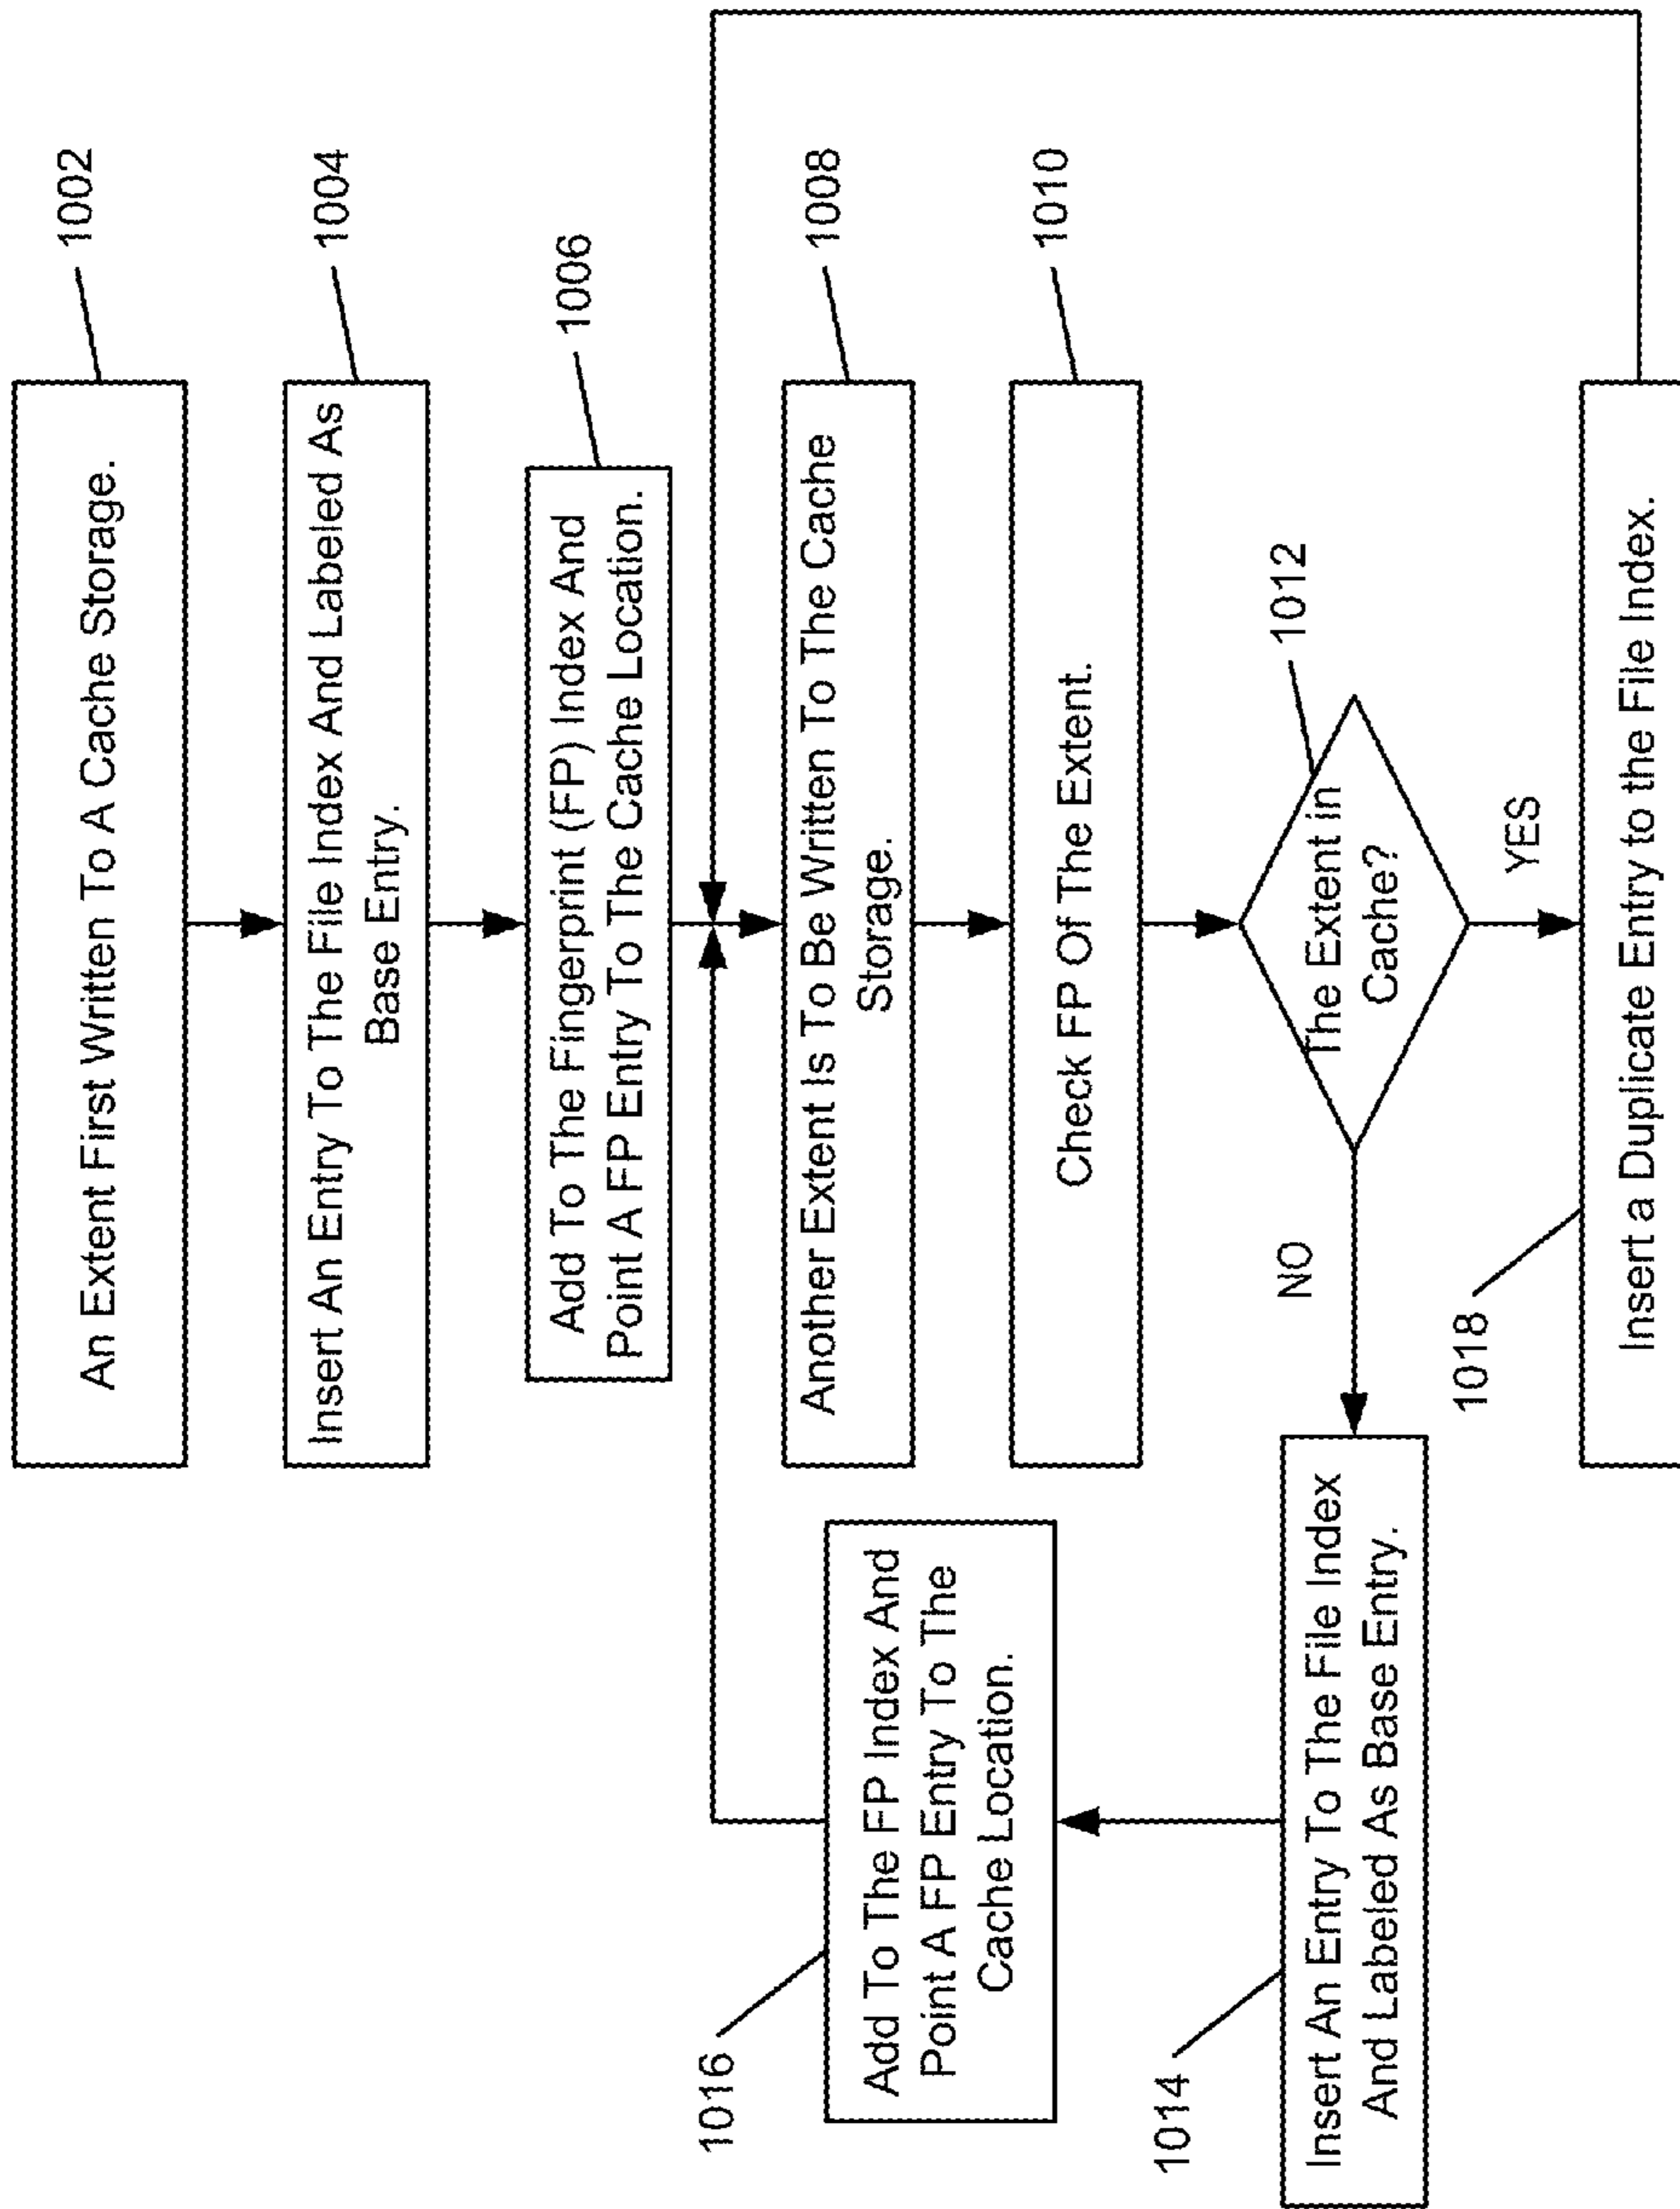 An Extent First Written To A Cache Storage.
1002
Insert An Entry To The File Index And Labeled As
Base Entry.
1004
Add To The Fingerprint (FP) Index And
Point A FP Entry To The Cache Location.
1006
Another Extent Is To Be Written To The Cache
Storage.
1008
Check FP Of The Extent.
1010
The Extent in
Cache?
1012
NO
YES
Insert An Entry To The File Index
And Labeled As Base Entry.
1014
Add To The FP Index And
Point A FP Entry To The
Cache Location.
1016
Insert a Duplicate Entry to the File Index.
1018